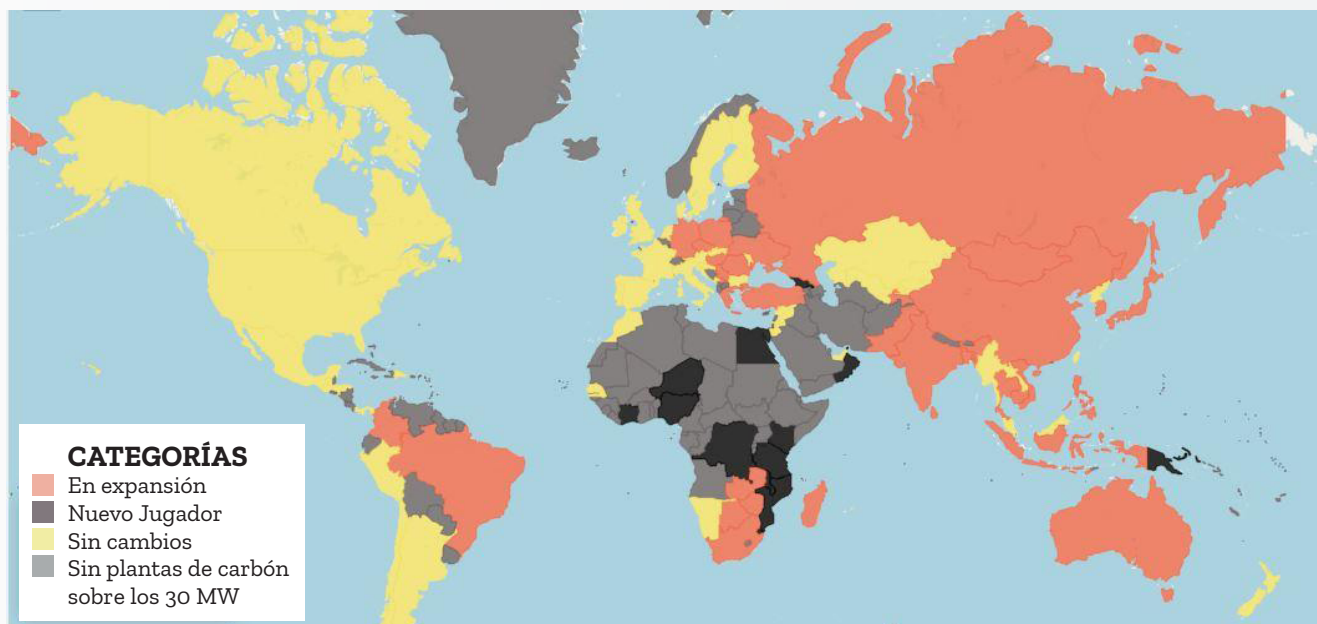 CATEGORÍAS
En expansión
Nuevo Jugador
Sin cambios
Sin plantas de carbón
sobre los 30 MW